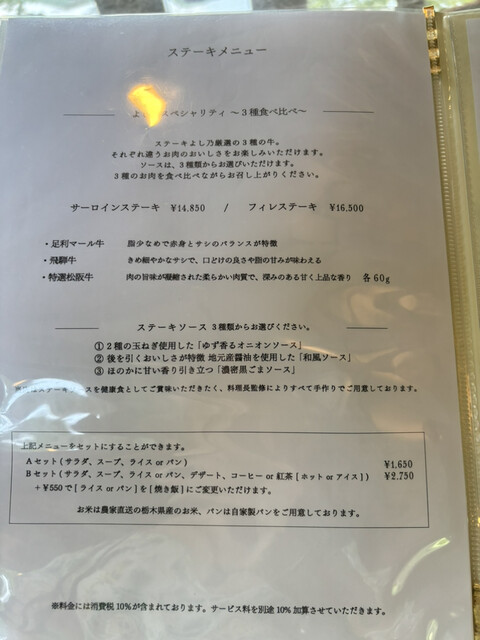 ステーキメニュー
よ スペシャリティ ～3種食べ比べ～
ステーキよし乃厳選の3種の牛。
それぞれ違うお肉のおいしさをお楽しみいただけます。
ソースは、3種類からお選びいただけます。
3種のお肉を食べ比べながらお召し上がりください。
サーロインステーキ ¥14,850 / フィレステーキ ¥16,500
・足利マール牛 脂少なめで赤身とサシのバランスが特徴
・飛騨牛 きめ細やかなサシで、口どけの良さや脂の甘みが味わえる
・特選松阪牛 肉の旨味が凝縮された柔らかい肉質で、深みのある甘く上品な香り 各60g
ステーキソース 3種類からお選びください。
①2種の玉ねぎ使用した「ゆず香るオニオンソース」
②後を引くおいしさが特徴 地元産醤油を使用した「和風ソース」
③ほのかに甘い香り引き立つ「濃密黒ごまソース」
ステーキソースを健康食としてご賞味いただきたく、料理長監修によりすべて手作りでご用意しております。
上記メニューをセットにすることができます。
Aセット(サラダ、スープ、ライス or パン) ¥1,650
Bセット(サラダ、スープ、ライス or パン、デザート、コーヒー or 紅茶[ホット or アイス]) ¥2,750
+¥550で[ライス or パン]を[焼き飯]にご変更いただけます。
お米は農家直送の栃木県産のお米、パンは自家製パンをご用意しております。
※料金には消費税10%が含まれております。サービス料を別途10%加算させていただきます。